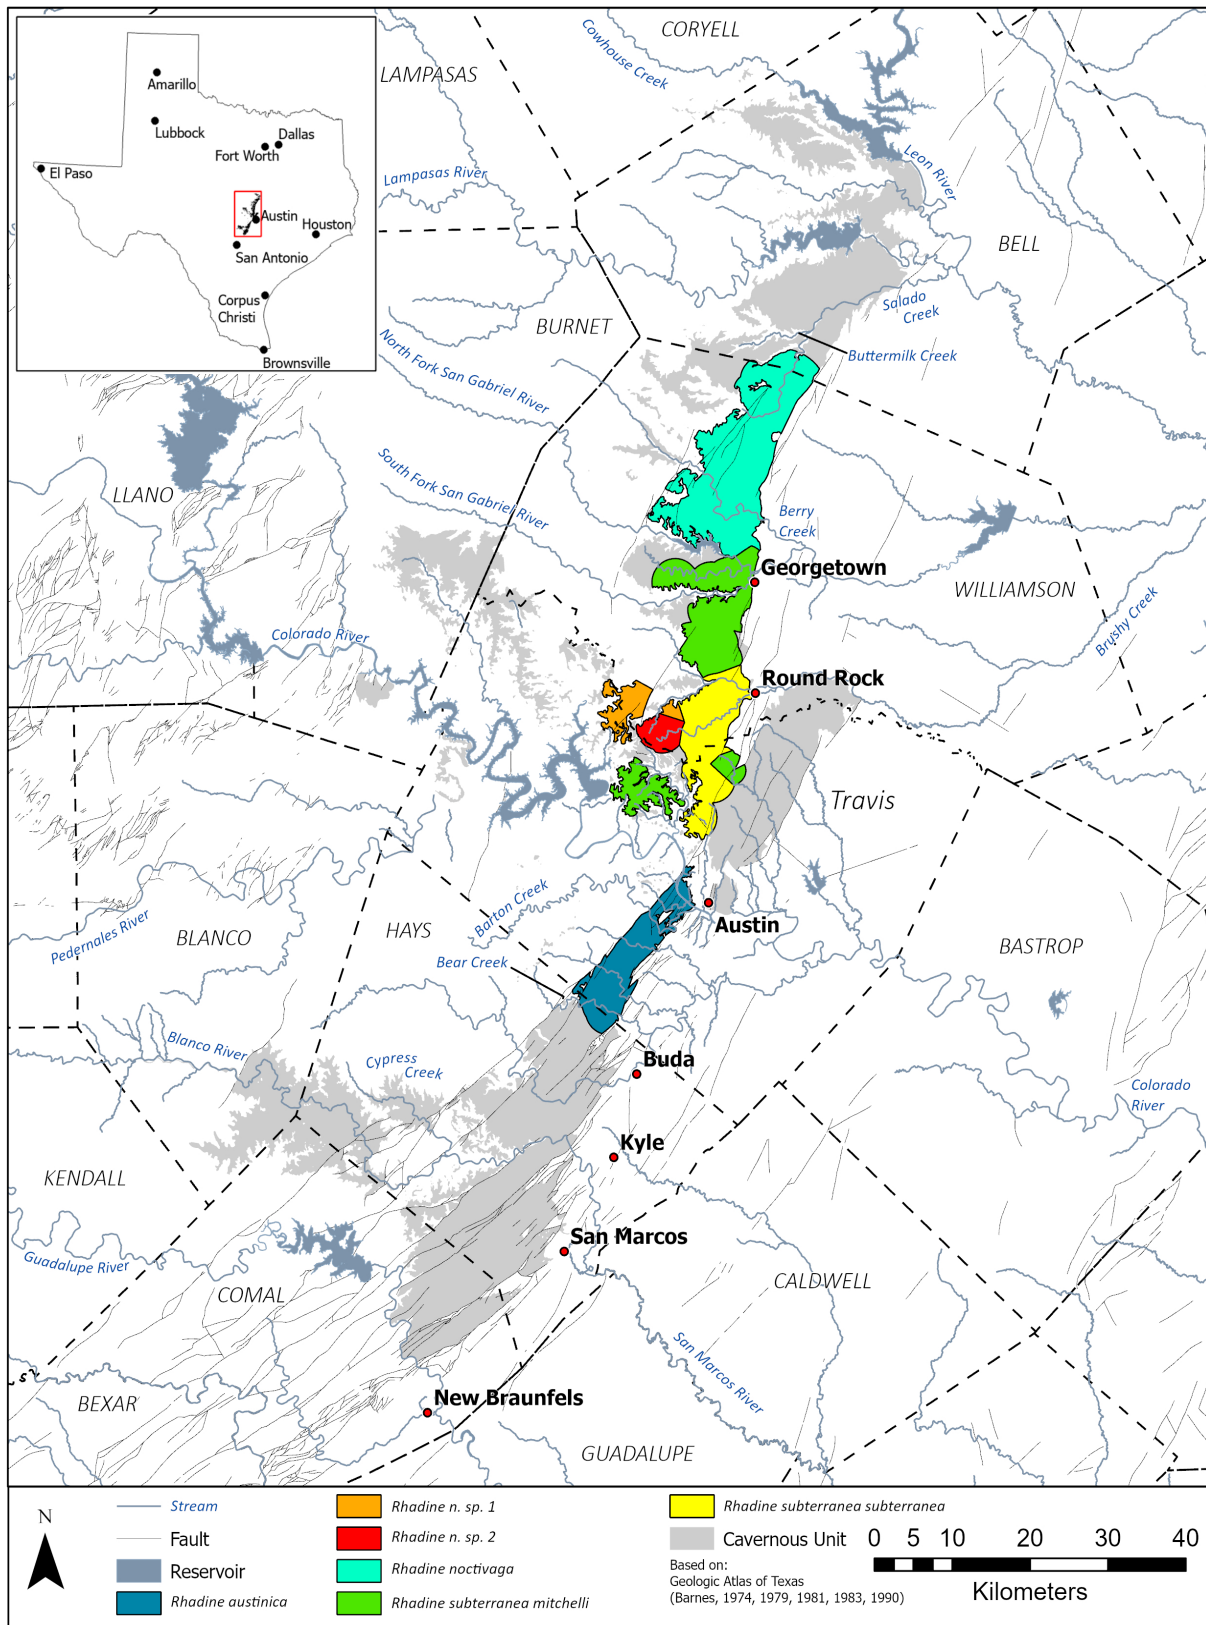 Amarillo
Lubbock
Dallas
Fort Worth
El Paso
Austin
Houston
San Antonio
Corpus
Christi
Brownsville
CORYELL
Cowhouse Creek
LAMPASAS
Leon River
Lampasas River
BELL
Salado
Creek
BURNET
Buttermilk Creek
North Fork San Gabriel River
South Fork San Gabriel River
LLANO
Berry
Creek
Georgetown
WILLIAMSON
Brushy Creek
Colorado River
Round Rock
Travis
Barton Creek
Austin
Pedernales River
BLANCO
HAYS
BASTROP
Bear Creek
Blanco River
Cypress
Creek
Buda
Colorado
River
Kyle
KENDALL
San Marcos
Guadalupe River
CALDWELL
COMAL
San Marcos River
BEXAR
New Braunfels
GUADALUPE
N
Stream
Fault
Reservoir
Rhadine austinica
Rhadine n. sp. 1
Rhadine n. sp. 2
Rhadine noctivaga
Rhadine subterranea mitchelli
Rhadine subterranea subterranea
Cavernous Unit
Based on:
Geologic Atlas of Texas
(Barnes, 1974, 1979, 1981, 1983, 1990)
0 5 10 20 30 40
Kilometers